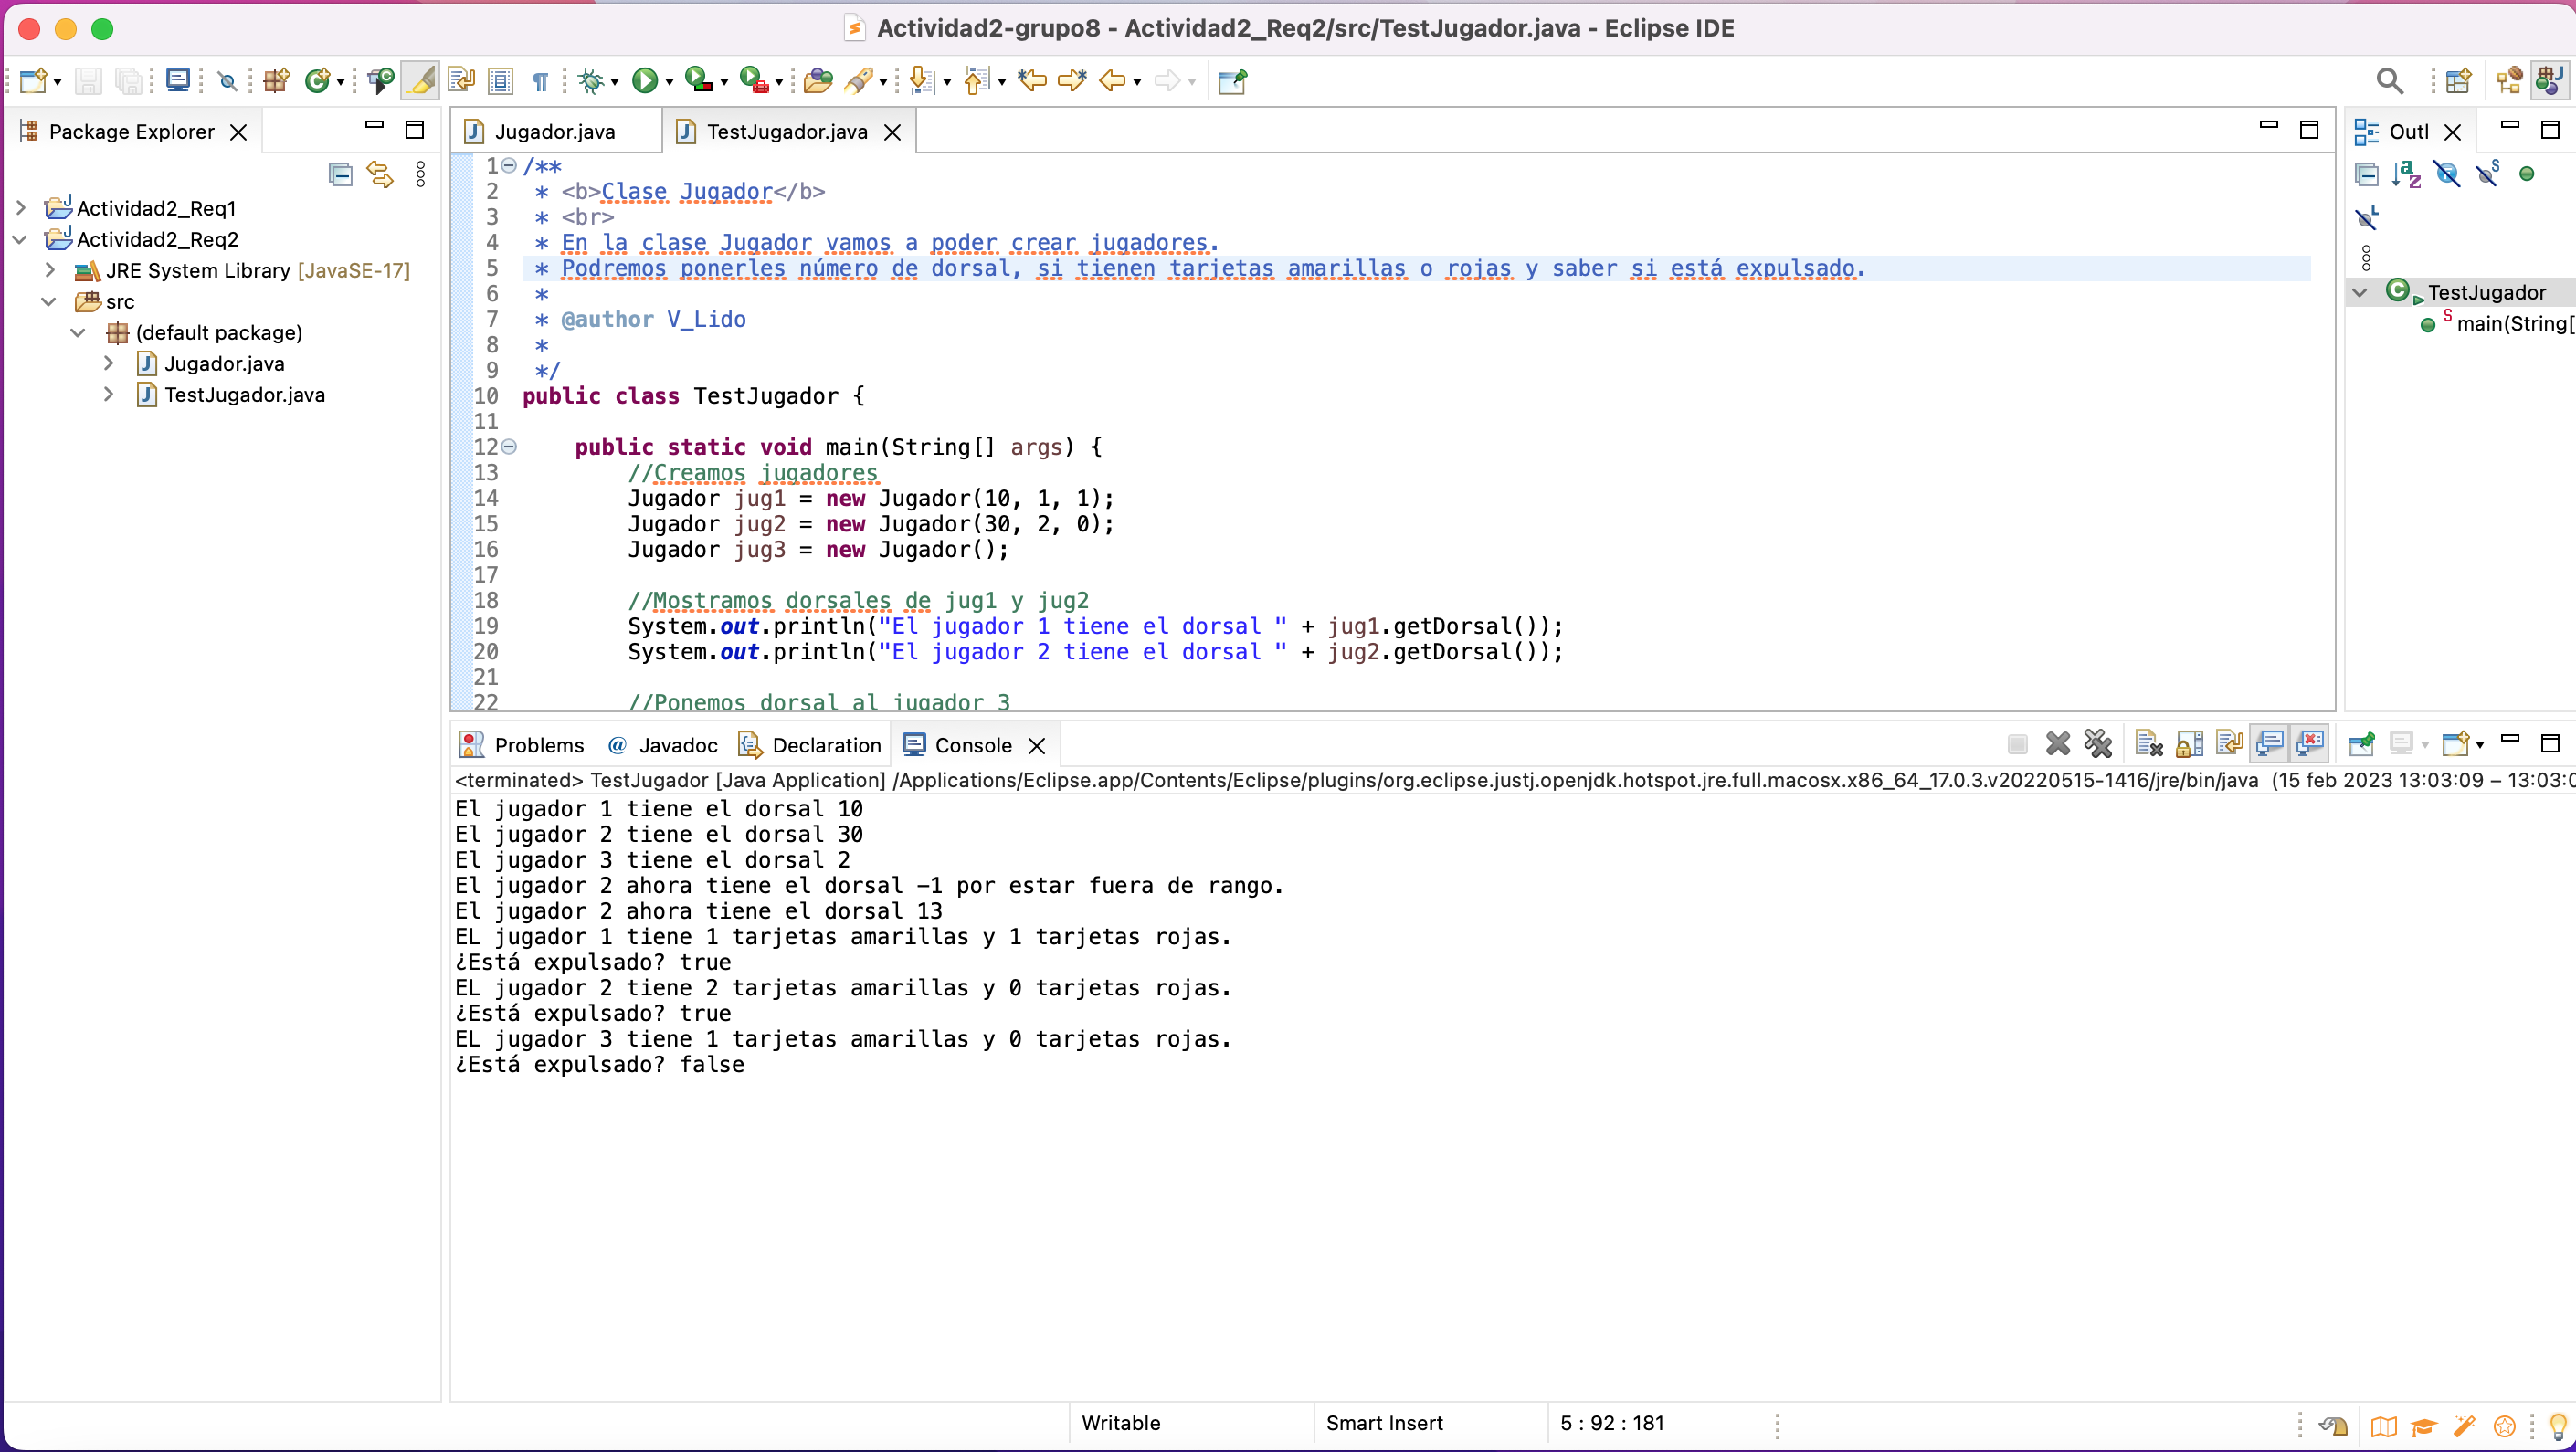 Actividad2-grupo8 - Actividad2_Req2/src/TestJugador.java - Eclipse IDE
Package Explorer
Actividad2_Req1
Actividad2_Req2
JRE System Library [JavaSE-17]
src
(default package)
Jugador.java
TestJugador.java
Jugador.java
TestJugador.java
1 /**
2 * <b>Clase Jugador</b>
3 * <br>
4 * En la clase Jugador vamos a poder crear jugadores.
5 * Podremos ponerles número de dorsal, si tienen tarjetas amarillas o rojas y saber si está expulsado.
6 *
7 * @author V_Lido
8 *
9 */
10 public class TestJugador {
11
12 public static void main(String[] args) {
13 //Creamos jugadores
14 Jugador jug1 = new Jugador(10, 1, 1);
15 Jugador jug2 = new Jugador(30, 2, 0);
16 Jugador jug3 = new Jugador();
17
18 //Mostramos dorsales de jug1 y jug2
19 System.out.println("El jugador 1 tiene el dorsal " + jug1.getDorsal());
20 System.out.println("El jugador 2 tiene el dorsal " + jug2.getDorsal());
21
22 //Ponemos dorsal al jugador 3
Outl
TestJugador
main(String[
Problems Javadoc Declaration Console
<terminated> TestJugador [Java Application] /Applications/Eclipse.app/Contents/Eclipse/plugins/org.eclipse.justj.openjdk.hotspot.jre.full.macosx.x86_64_17.0.3.v20220515-1416/jre/bin/java (15 feb 2023 13:03:09 – 13:03:0
El jugador 1 tiene el dorsal 10
El jugador 2 tiene el dorsal 30
El jugador 3 tiene el dorsal 2
El jugador 2 ahora tiene el dorsal -1 por estar fuera de rango.
El jugador 2 ahora tiene el dorsal 13
EL jugador 1 tiene 1 tarjetas amarillas y 1 tarjetas rojas.
¿Está expulsado? true
EL jugador 2 tiene 2 tarjetas amarillas y 0 tarjetas rojas.
¿Está expulsado? true
EL jugador 3 tiene 1 tarjetas amarillas y 0 tarjetas rojas.
¿Está expulsado? false
Writable Smart Insert 5 : 92 : 181